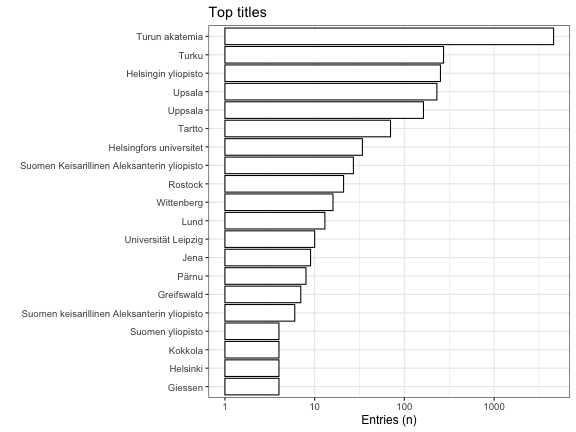 Top titles
Turun akatemia
Turku
Helsingin yliopisto
Upsala
Uppsala
Tartto
Helsingfors universitet
Suomen Keisarillinen Aleksanterin yliopisto
Rostock
Wittenberg
Lund
Universität Leipzig
Jena
Pärnu
Greifswald
Suomen keisarillinen Aleksanterin yliopisto
Suomen yliopisto
Kokkola
Helsinki
Giessen
1 10 100 1000
Entries (n)